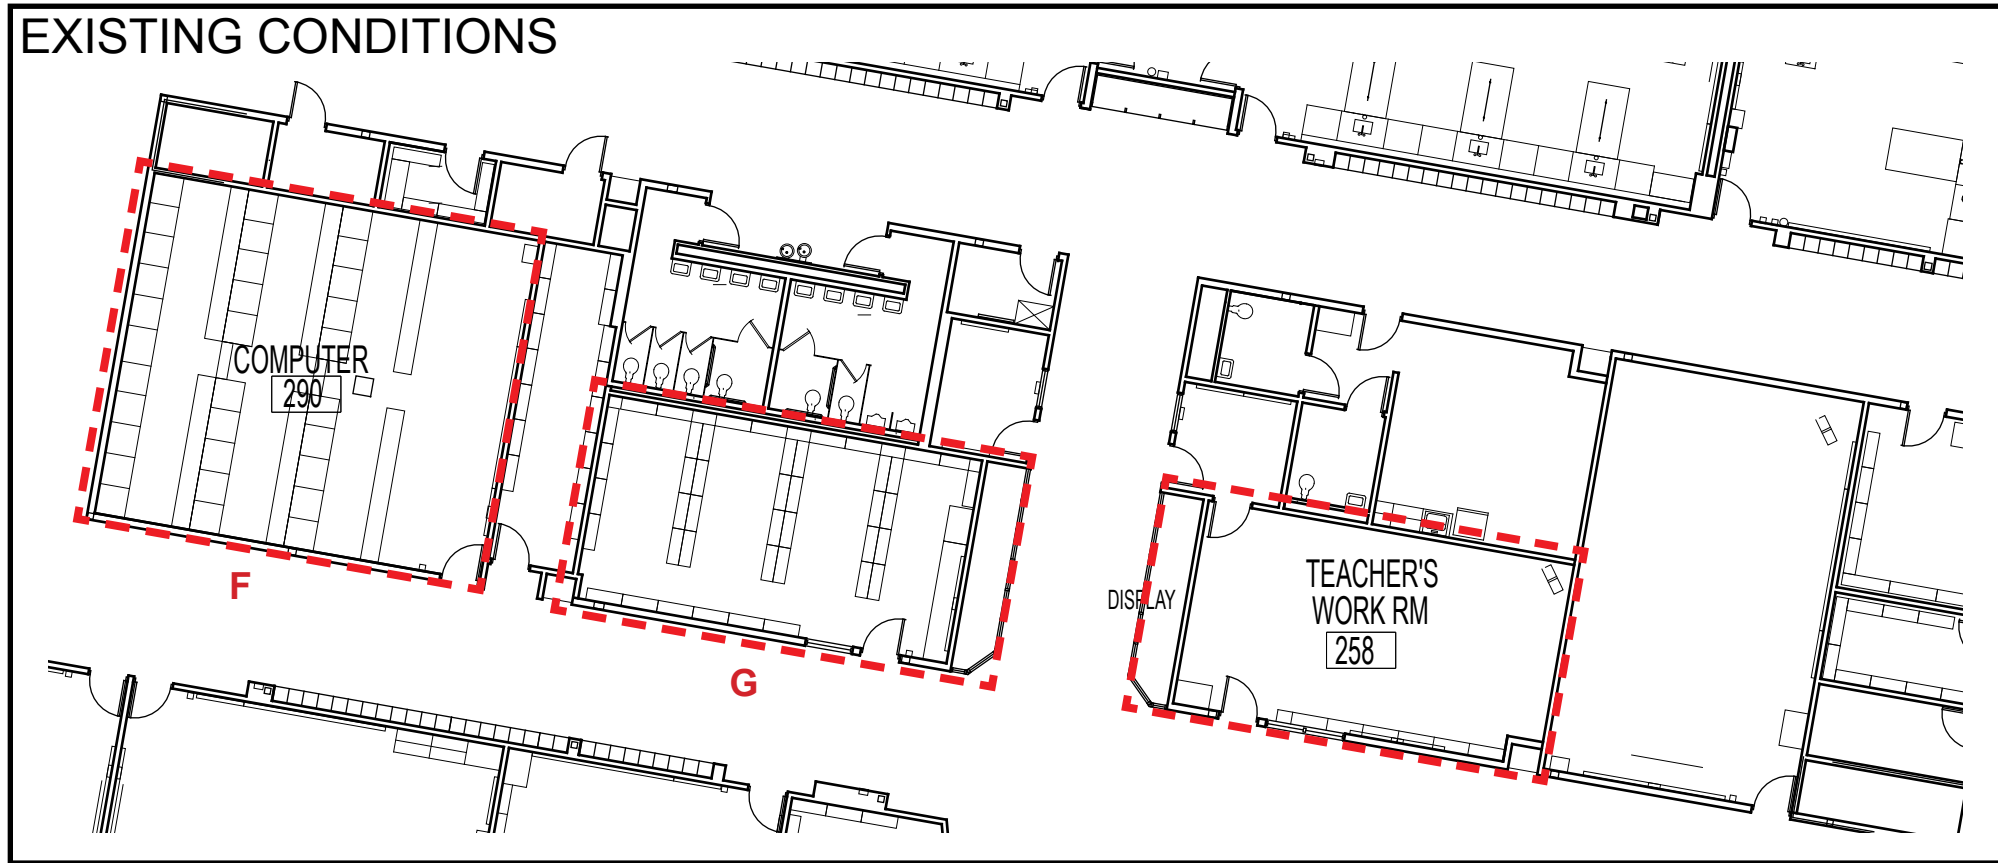 EXISTING CONDITIONS
COMPUTER
290
F
G
DISPLAY
TEACHER'S
WORK RM
258